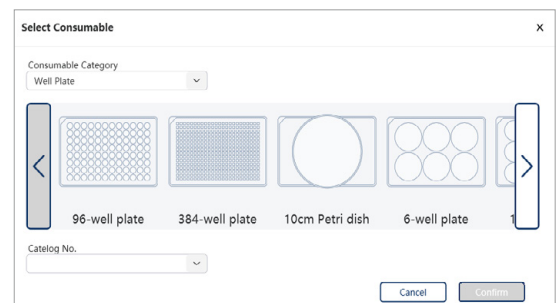 Select Consumable
x
Consumable Category
Well Plate
96-well plate
384-well plate
10cm Petri dish
6-well plate
1
Catelog No.
Cancel
Confirm